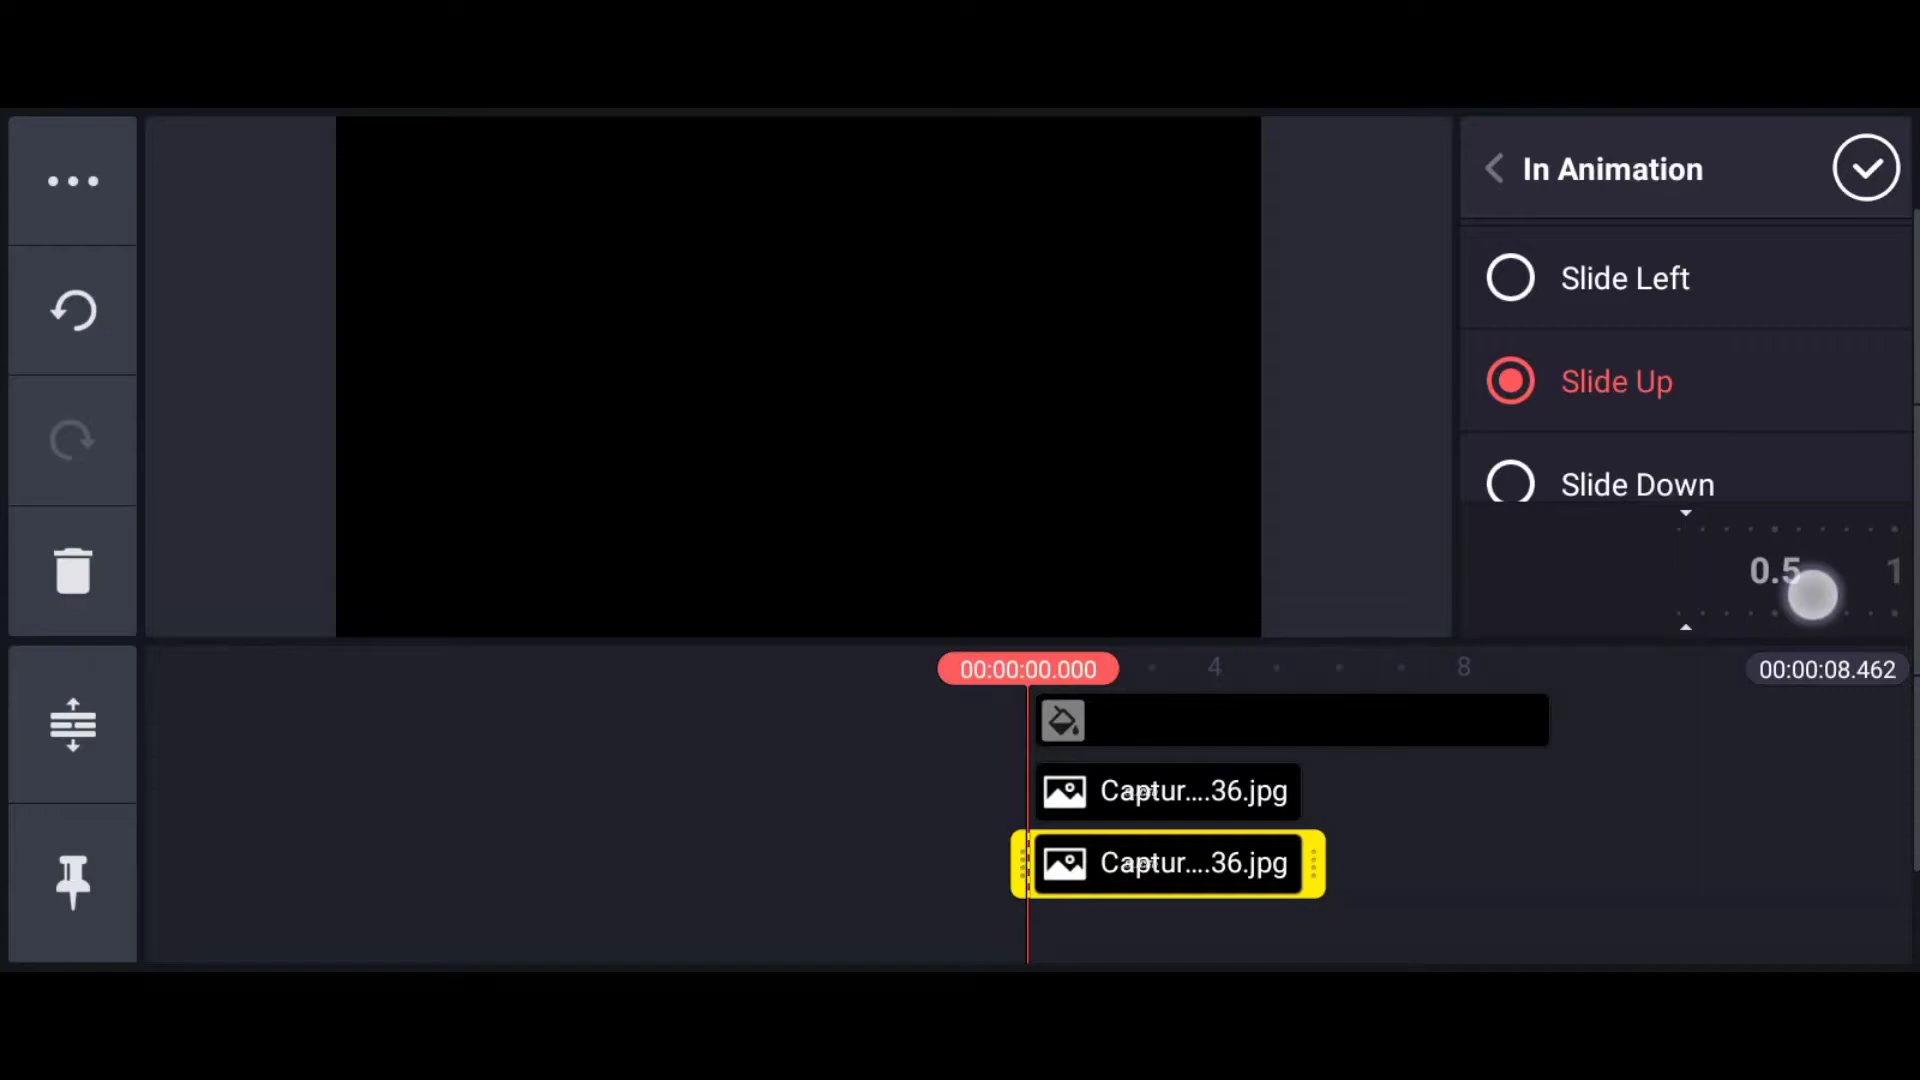 In Animation
Slide Left
Slide Up
Slide Down
0.5 1
00:00:00.000 4 8 00:00:08.462
Captur....36.jpg
Captur....36.jpg